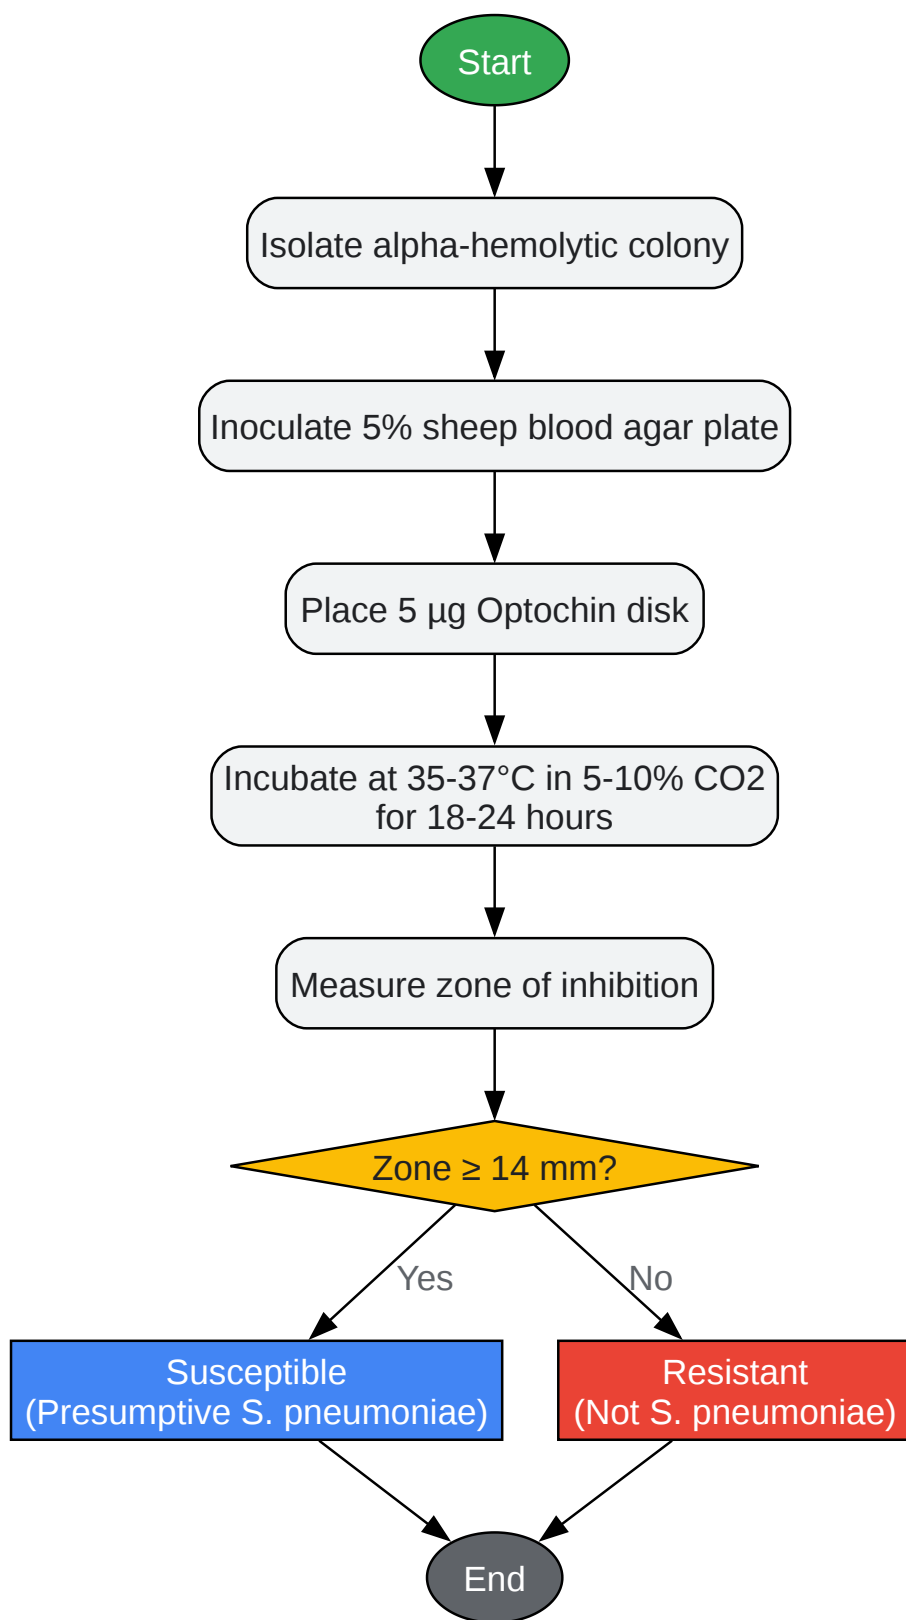 Start
Isolate alpha-hemolytic colony
Inoculate 5% sheep blood agar plate
Place 5 µg Optochin disk
Incubate at 35-37°C in 5-10% CO2
for 18-24 hours
Measure zone of inhibition
Zone ≥ 14 mm?
Yes
No
Susceptible
(Presumptive S. pneumoniae)
Resistant
(Not S. pneumoniae)
End